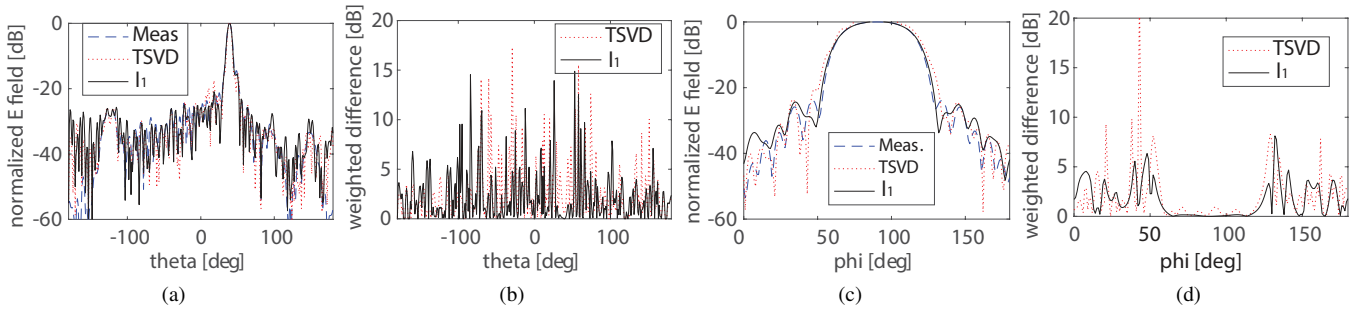 normalized E field [dB]
0
-20
-40
-60
-100
0
100
theta [deg]
Meas
TSVD
l1
(a)
weighted difference [dB]
20
15
10
5
0
-100
0
100
theta [deg]
TSVD
l1
(b)
normalized E field [dB]
0
-20
-40
-60
0
50
100
150
phi [deg]
Meas.
TSVD
l1
(c)
weighted difference [dB]
20
15
10
5
0
0
50
100
150
phi [deg]
TSVD
l1
(d)